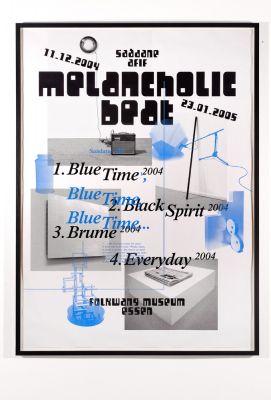 11.12.2004
saâdane
afif
melancholic
beat
23.01.2005
1. Blue Time, 2004
Blue Time,
2. Black Spirit 2004
Blue Time...
3. Brume 2004
4. Everyday 2004
Folkwang museum
essen